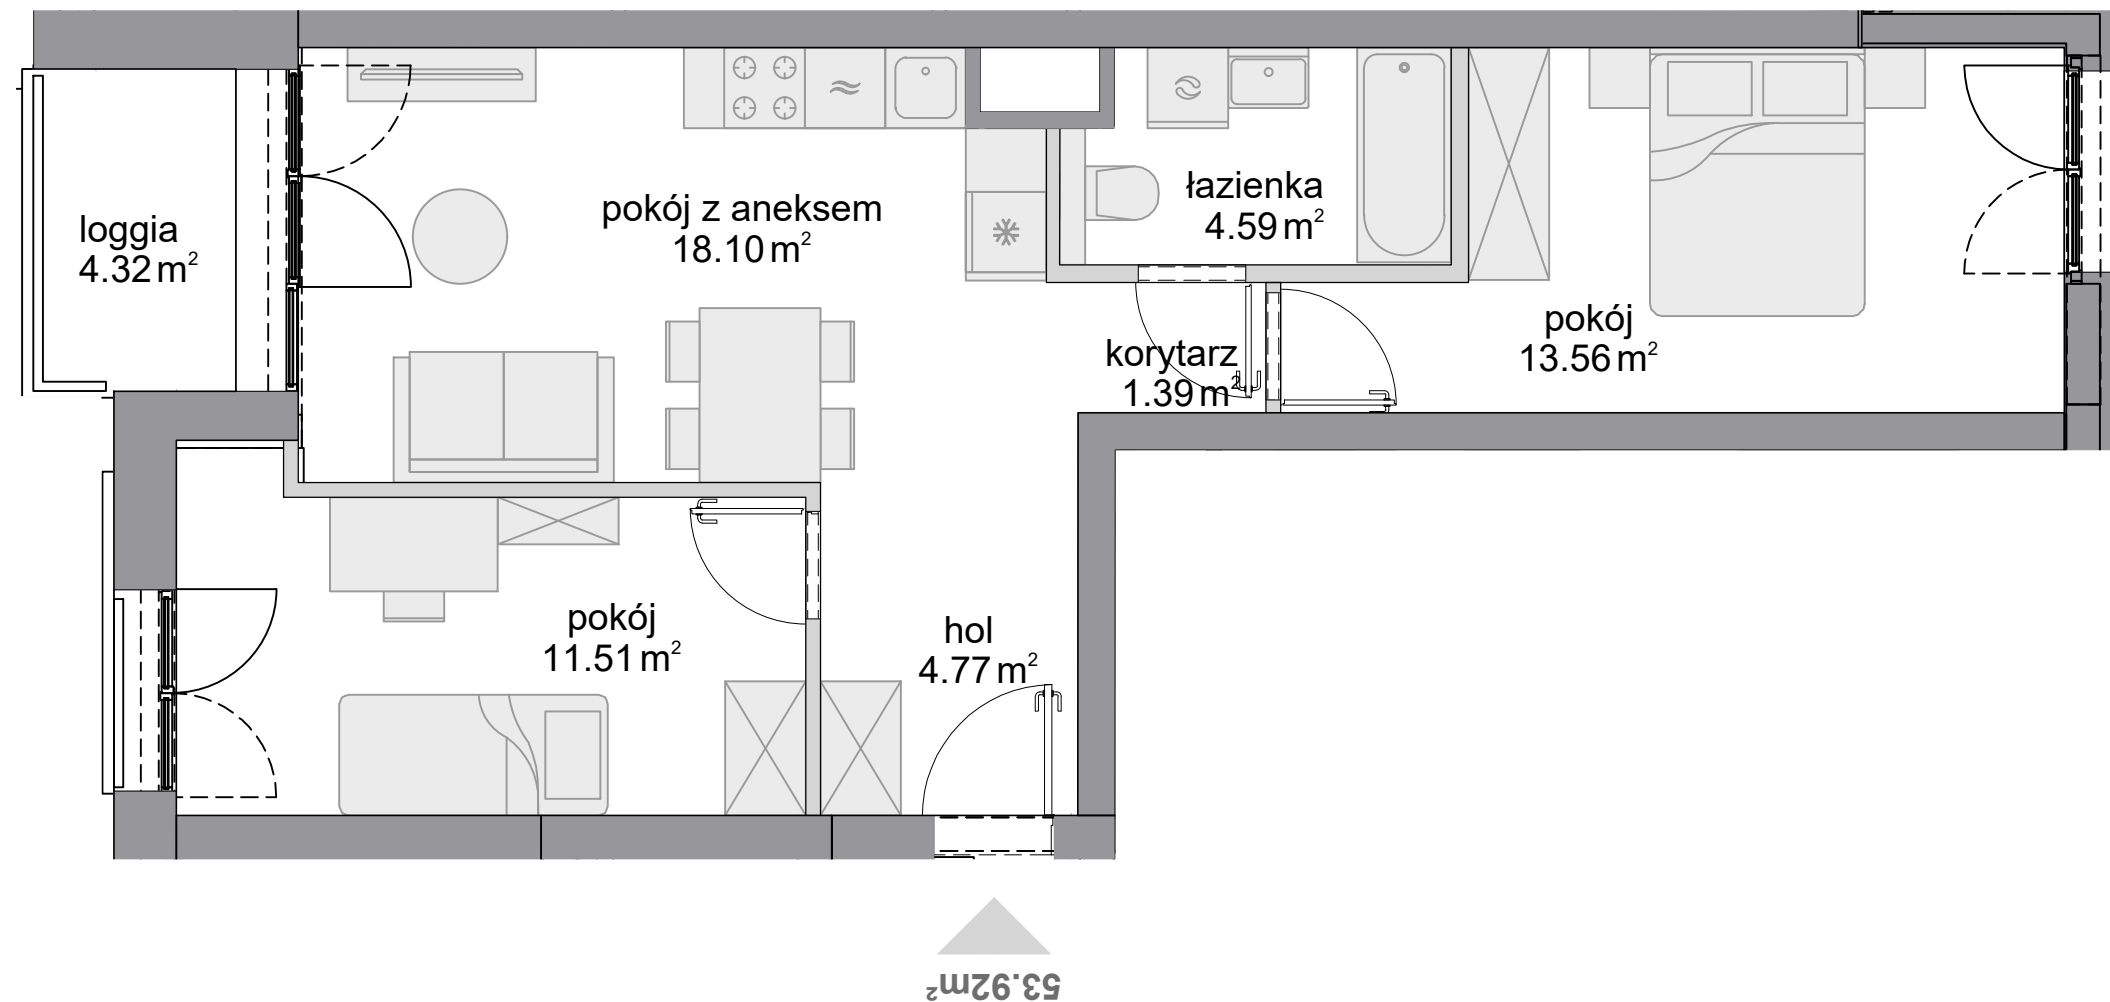 loggia
4.32 m²
pokój z aneksem
18.10 m²
łazienka
4.59 m²
korytarz
1.39 m²
pokój
13.56 m²
pokój
11.51 m²
hol
4.77 m²
53.92m²